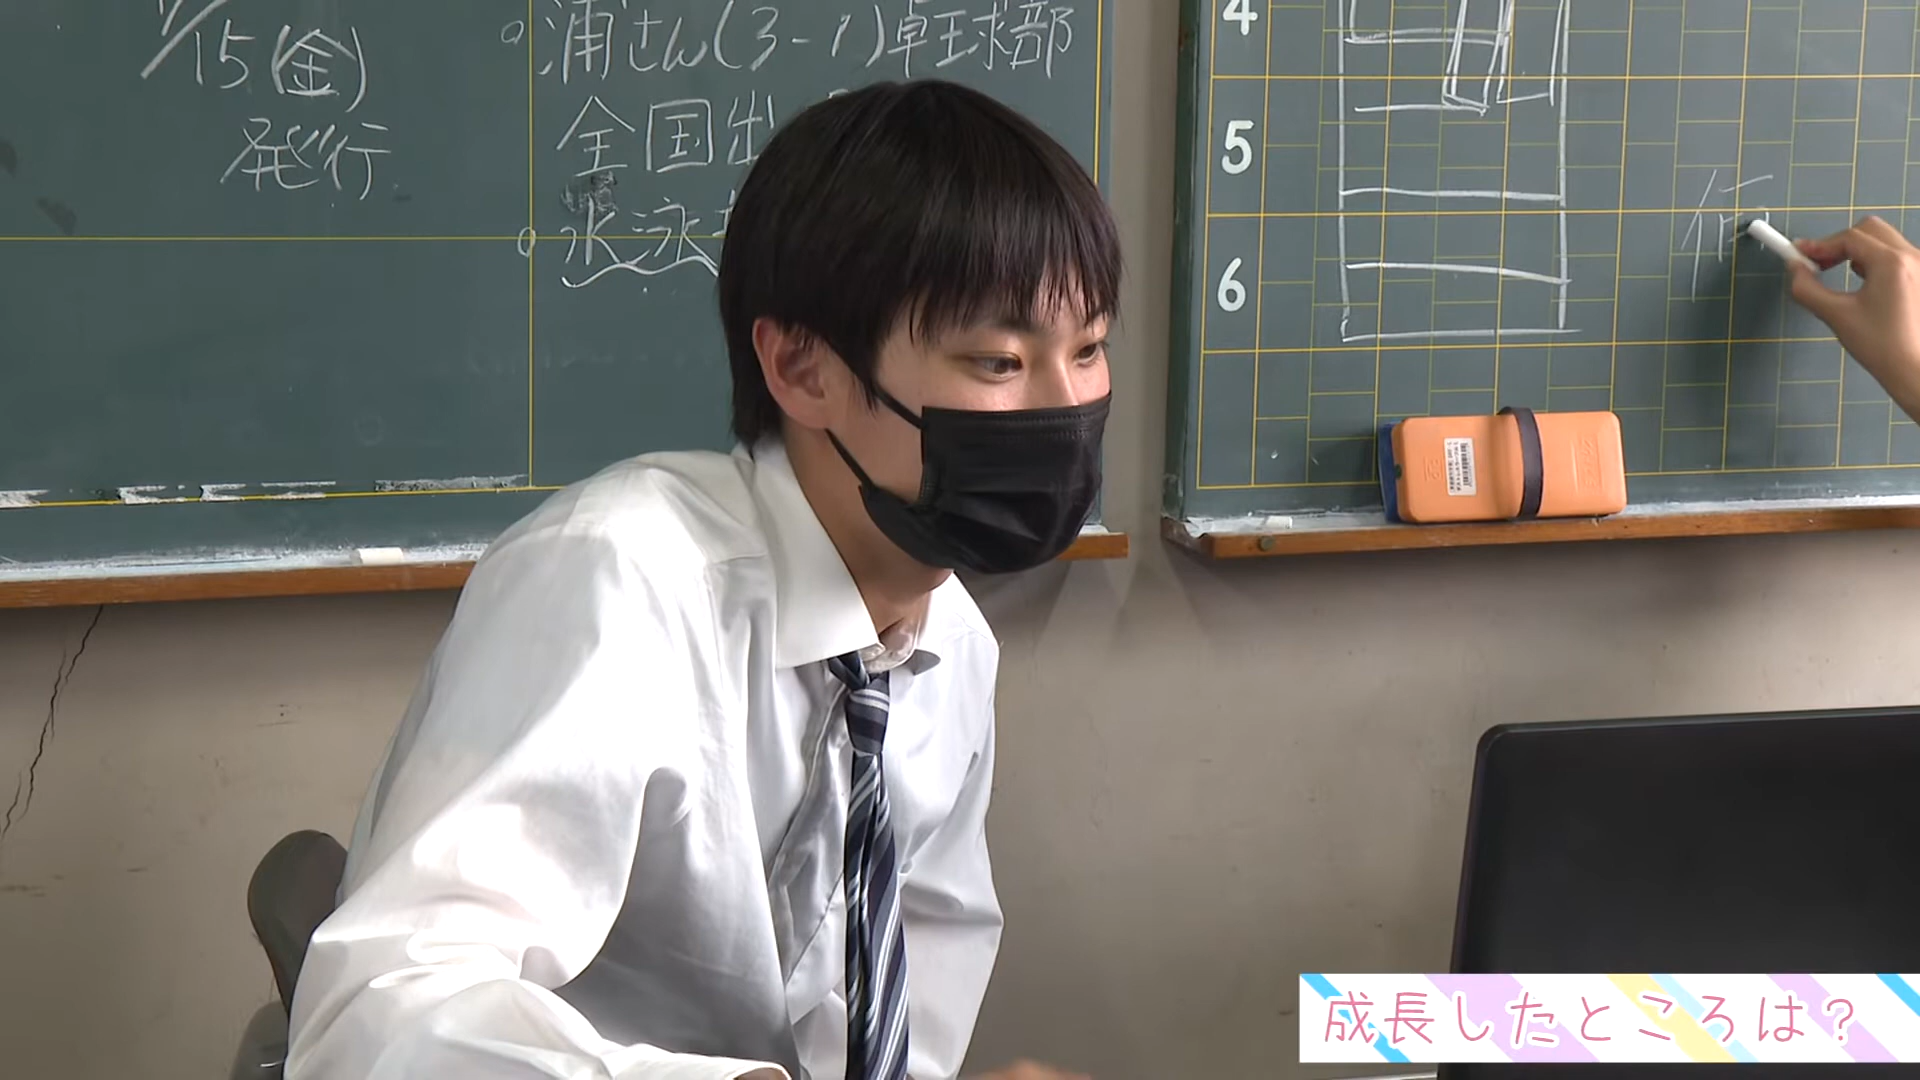 15(金)
発行
浦さん(3-1)卓球部
全国出
水泳
4
5
6
作
成長したところは?